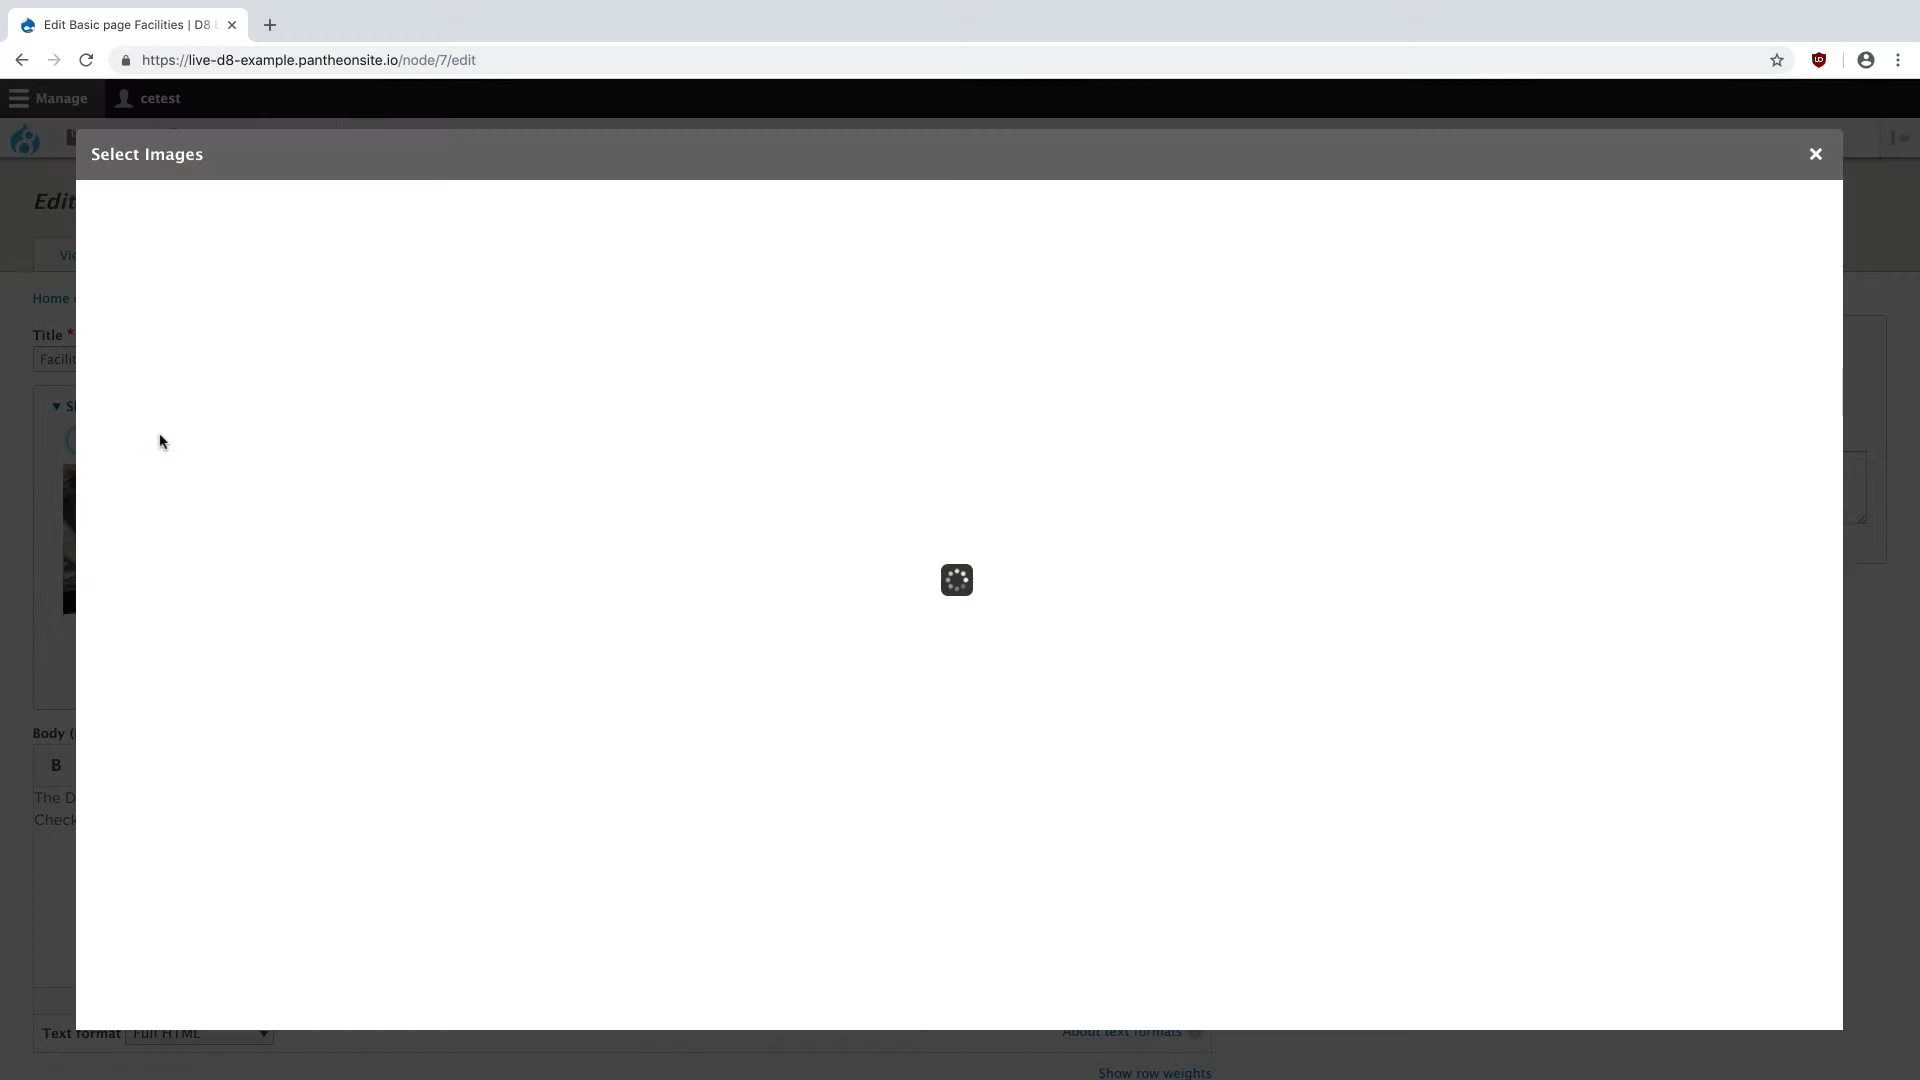 Edit Basic page Facilities | D8
https://live-d8-example.pantheonsite.io/node/7/edit
Manage
cetest
Select Images
Edit
Home
Title *
Body (
B
The D
Check
Text format
Full HTML
About text formats
Show row weights